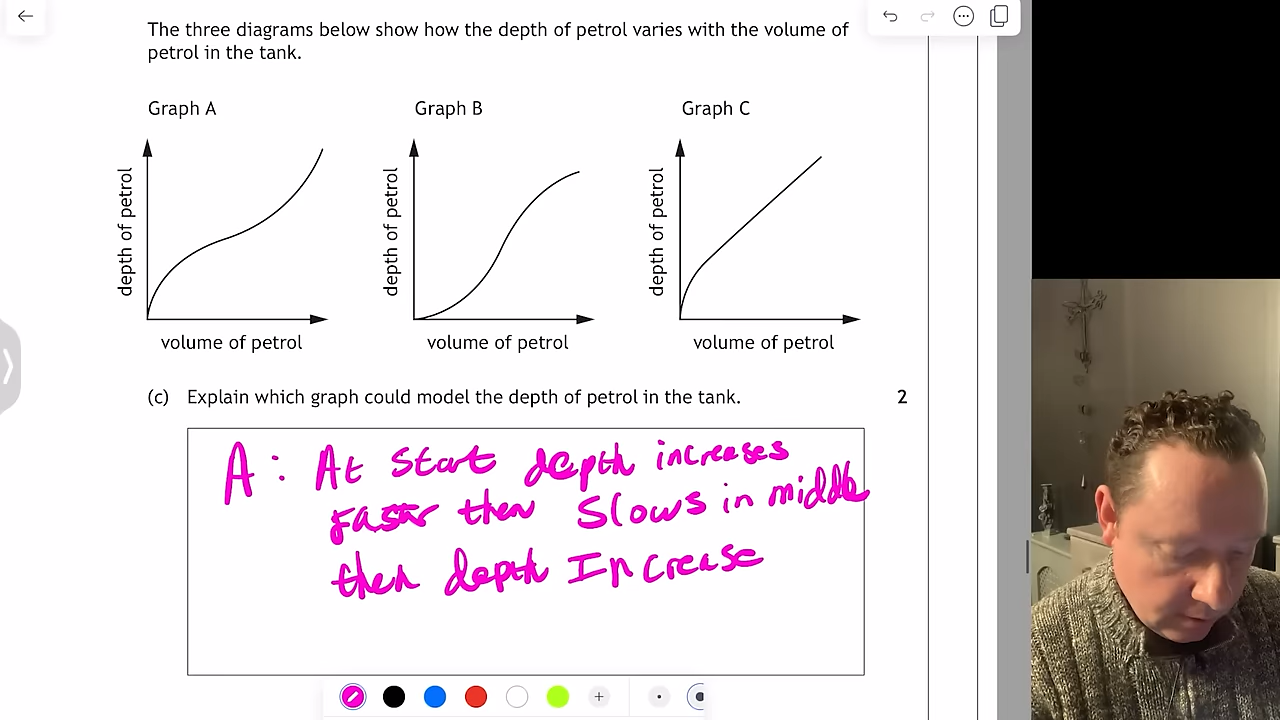 The three diagrams below show how the depth of petrol varies with the volume of
petrol in the tank.
Graph A
Graph B
Graph C
depth of petrol
depth of petrol
depth of petrol
volume of petrol
volume of petrol
volume of petrol
(c) Explain which graph could model the depth of petrol in the tank. 2
A: At start depth increases
faster then slows in middle
then depth Increase